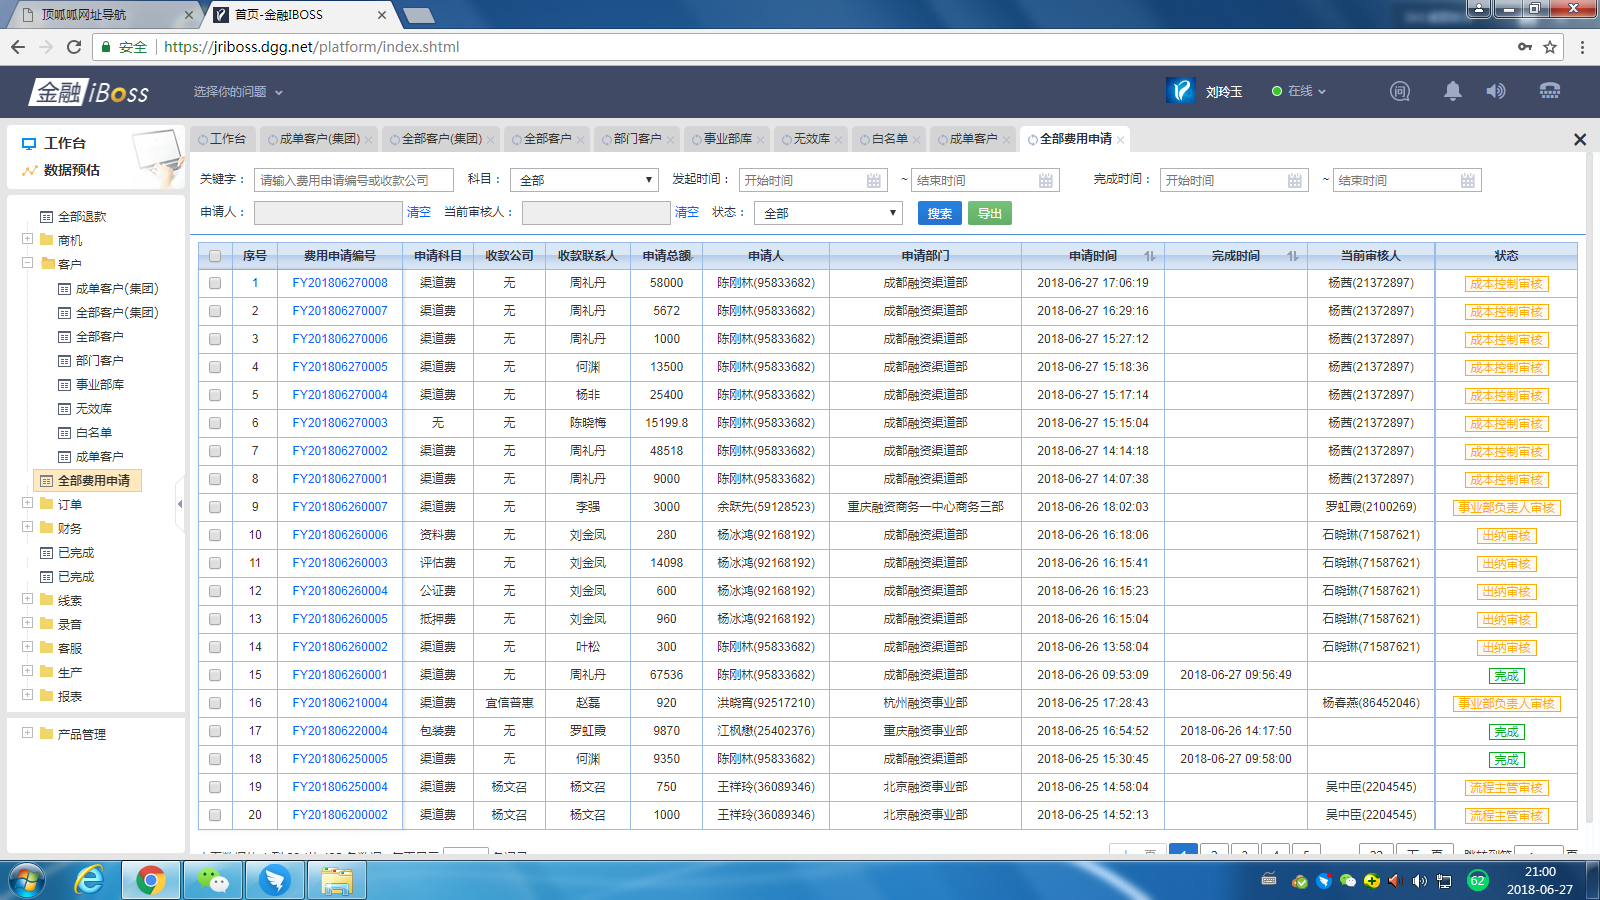 顶呱呱网址导航
首页-金融IBOSS
安全 https://jriboss.dgg.net/platform/index.shtml
金融iBoss 选择你的问题 刘玲玉 在线 问
工作台
数据预估
工作台 成单客户(集团) 全部客户(集团) 全部客户 部门客户 事业部库 无效库 白名单 成单客户 全部费用申请
关键字： 请输入费用申请编号或收款公司 科目： 全部 发起时间： 开始时间 ~ 结束时间 完成时间： 开始时间 ~ 结束时间
申请人： 清空 当前审核人： 清空 状态： 全部 搜索 导出
全部退款
商机
客户
成单客户(集团)
全部客户(集团)
全部客户
部门客户
事业部库
无效库
白名单
成单客户
全部费用申请
订单
财务
已完成
已完成
线索
录音
客服
生产
报表
产品管理
序号 费用申请编号 申请科目 收款公司 收款联系人 申请总额 申请人 申请部门 申请时间 完成时间 当前审核人 状态
1 FY201806270008 渠道费 无 周礼丹 58000 陈刚林(95833682) 成都融资渠道部 2018-06-27 17:06:19 杨茜(21372897) 成本控制审核
2 FY201806270007 渠道费 无 周礼丹 5672 陈刚林(95833682) 成都融资渠道部 2018-06-27 16:29:16 杨茜(21372897) 成本控制审核
3 FY201806270006 渠道费 无 周礼丹 1000 陈刚林(95833682) 成都融资渠道部 2018-06-27 15:27:12 杨茜(21372897) 成本控制审核
4 FY201806270005 渠道费 无 何渊 13500 陈刚林(95833682) 成都融资渠道部 2018-06-27 15:18:36 杨茜(21372897) 成本控制审核
5 FY201806270004 渠道费 无 杨非 25400 陈刚林(95833682) 成都融资渠道部 2018-06-27 15:17:14 杨茜(21372897) 成本控制审核
6 FY201806270003 无 无 陈晓梅 15199.8 陈刚林(95833682) 成都融资渠道部 2018-06-27 15:15:04 杨茜(21372897) 成本控制审核
7 FY201806270002 渠道费 无 周礼丹 48518 陈刚林(95833682) 成都融资渠道部 2018-06-27 14:14:18 杨茜(21372897) 成本控制审核
8 FY201806270001 渠道费 无 周礼丹 9000 陈刚林(95833682) 成都融资渠道部 2018-06-27 14:07:38 杨茜(21372897) 成本控制审核
9 FY201806260007 渠道费 无 李强 3000 余跃先(59128523) 重庆融资商务一中心商务三部 2018-06-26 18:02:03 罗虹霞(2100269) 事业部负责人审核
10 FY201806260006 资料费 无 刘金凤 280 杨冰鸿(92168192) 成都融资渠道部 2018-06-26 16:18:06 石晓琳(71587621) 出纳审核
11 FY201806260003 评估费 无 刘金凤 14098 杨冰鸿(92168192) 成都融资渠道部 2018-06-26 16:15:41 石晓琳(71587621) 出纳审核
12 FY201806260004 公证费 无 刘金凤 600 杨冰鸿(92168192) 成都融资渠道部 2018-06-26 16:15:23 石晓琳(71587621) 出纳审核
13 FY201806260005 抵押费 无 刘金凤 960 杨冰鸿(92168192) 成都融资渠道部 2018-06-26 16:15:04 石晓琳(71587621) 出纳审核
14 FY201806260002 渠道费 无 叶松 300 陈刚林(95833682) 成都融资渠道部 2018-06-26 13:58:04 石晓琳(71587621) 出纳审核
15 FY201806260001 渠道费 无 周礼丹 67536 陈刚林(95833682) 成都融资渠道部 2018-06-26 09:53:09 2018-06-27 09:56:49 完成
16 FY201806210004 渠道费 宜信普惠 赵磊 920 洪晓宵(92517210) 杭州融资事业部 2018-06-25 17:28:43 杨春燕(86452046) 事业部负责人审核
17 FY201806220004 包装费 无 罗虹霞 9870 江枫懋(25402376) 重庆融资事业部 2018-06-25 16:54:52 2018-06-26 14:17:50 完成
18 FY201806250005 渠道费 无 何渊 9350 陈刚林(95833682) 成都融资渠道部 2018-06-25 15:30:45 2018-06-27 09:58:00 完成
19 FY201806250004 渠道费 杨文召 杨文召 750 王祥玲(36089346) 北京融资事业部 2018-06-25 14:58:04 吴中臣(2204545) 流程主管审核
20 FY201806200002 渠道费 杨文召 杨文召 1000 王祥玲(36089346) 北京融资事业部 2018-06-25 14:52:13 吴中臣(2204545) 流程主管审核
62
21:00
2018-06-27